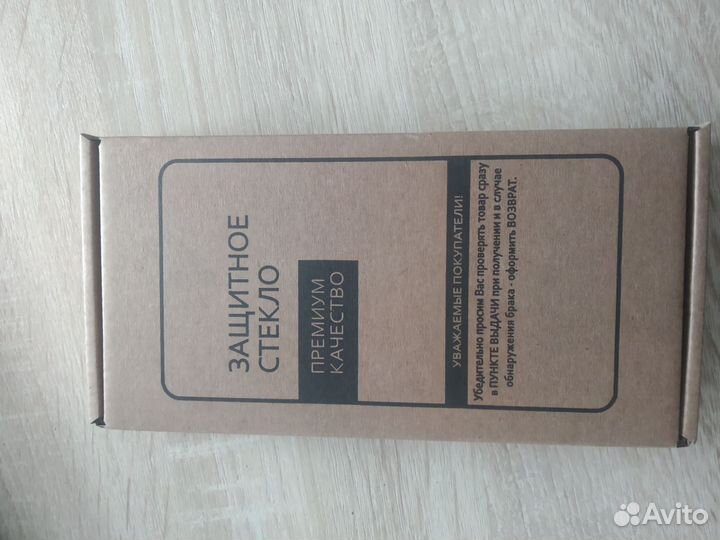 ЗАЩИТНОЕ
СТЕКЛО
ПРЕМИУМ
КАЧЕСТВО
УВАЖАЕМЫЕ ПОКУПАТЕЛИ!
Убедительно просим Вас проверять товар сразу
в ПУНКТЕ ВЫДАЧИ при получении и в случае
обнаружения брака - оформить ВОЗВРАТ.
Avito